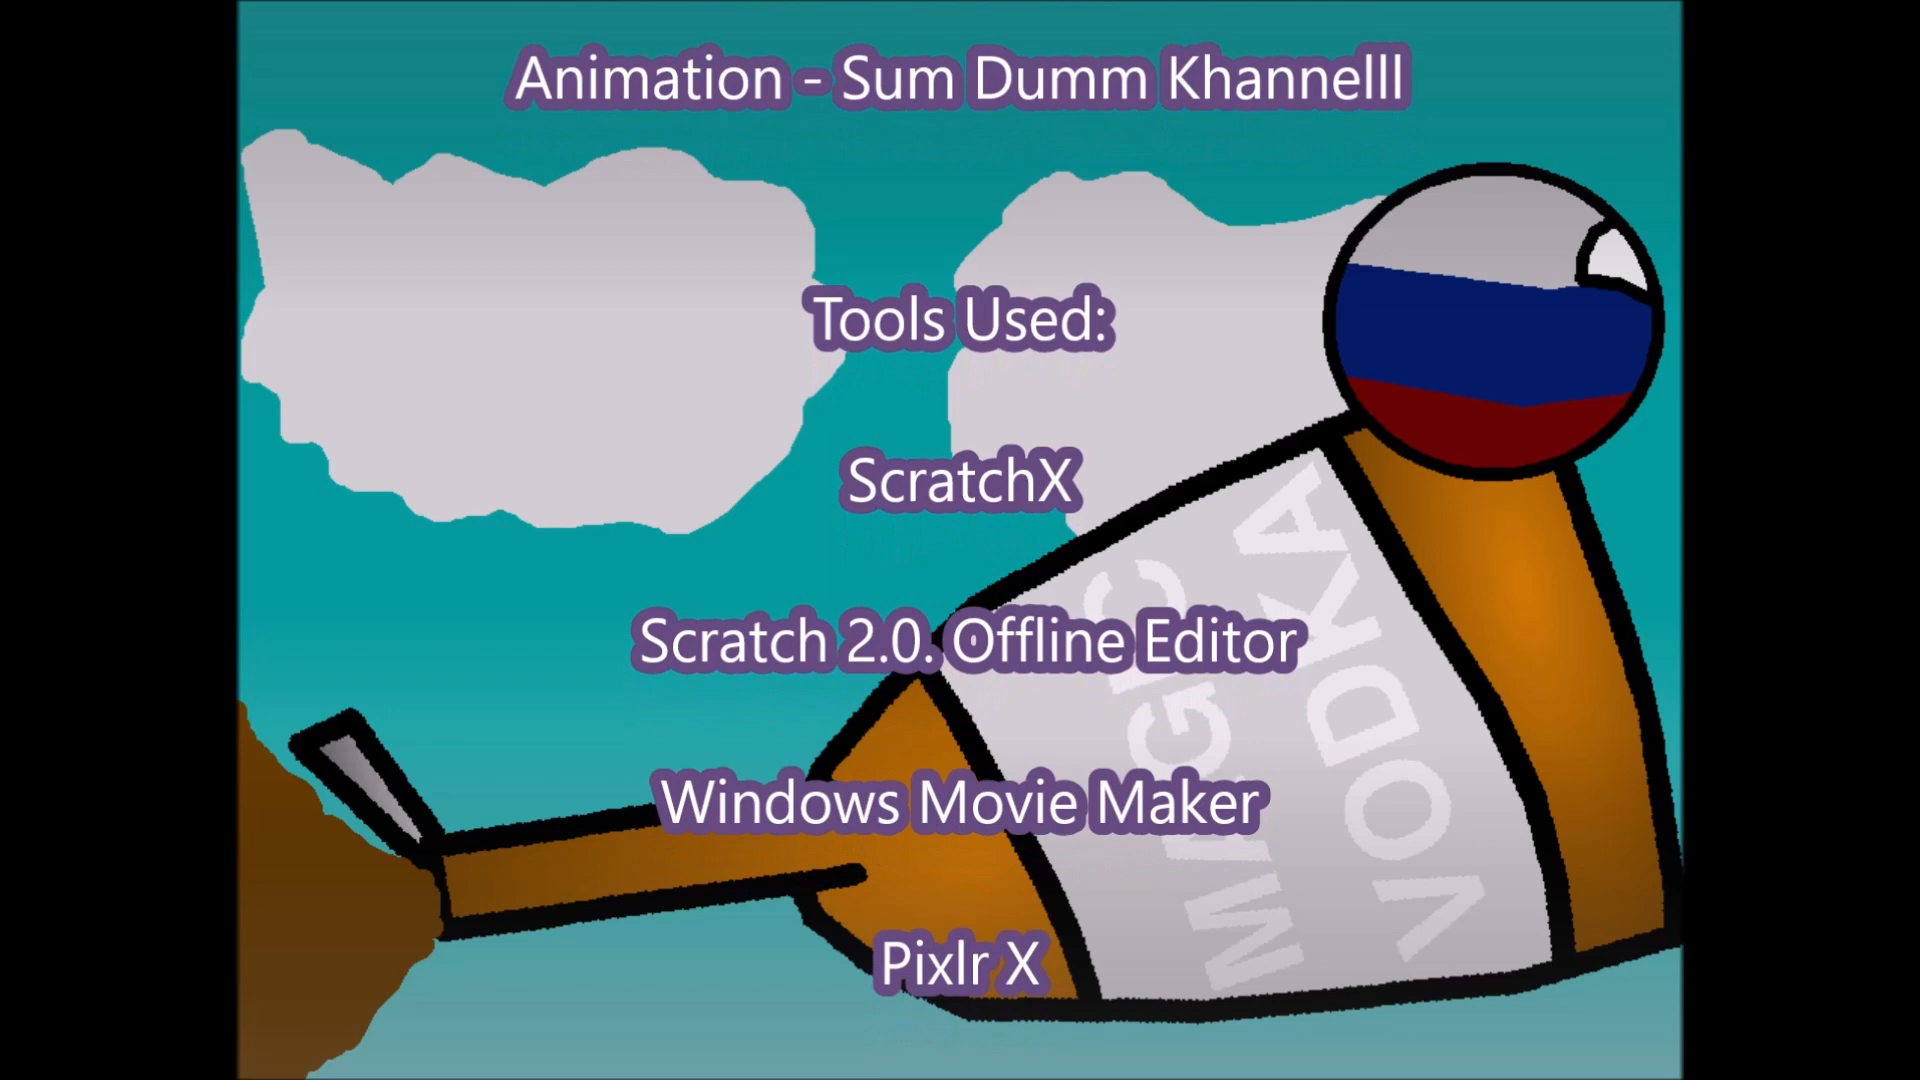 Animation - Sum Dumm Khannelll
Tools Used:
ScratchX
Scratch 2.0. Offline Editor
Windows Movie Maker
Pixlr X
MAGIC
VODKA